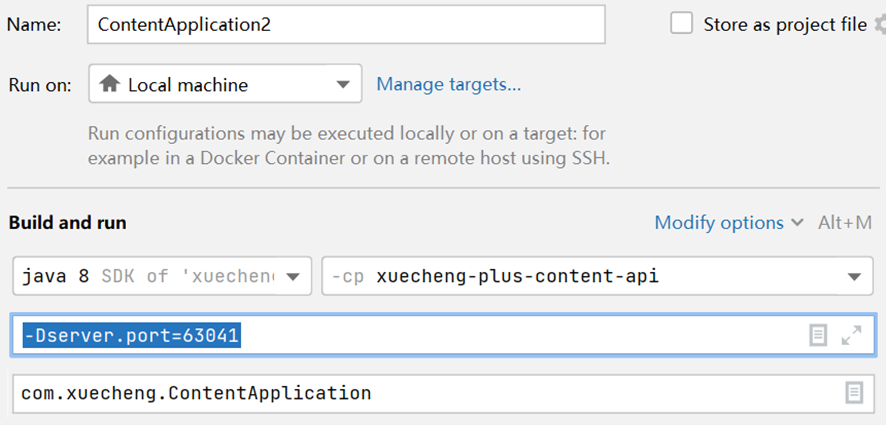 Name: ContentApplication2 Store as project file
Run on: Local machine Manage targets...
Run configurations may be executed locally or on a target: for
example in a Docker Container or on a remote host using SSH.
Build and run Modify options Alt+M
java 8 SDK of 'xuecheng -cp xuecheng-plus-content-api
-Dserver.port=63041
com.xuecheng.ContentApplication